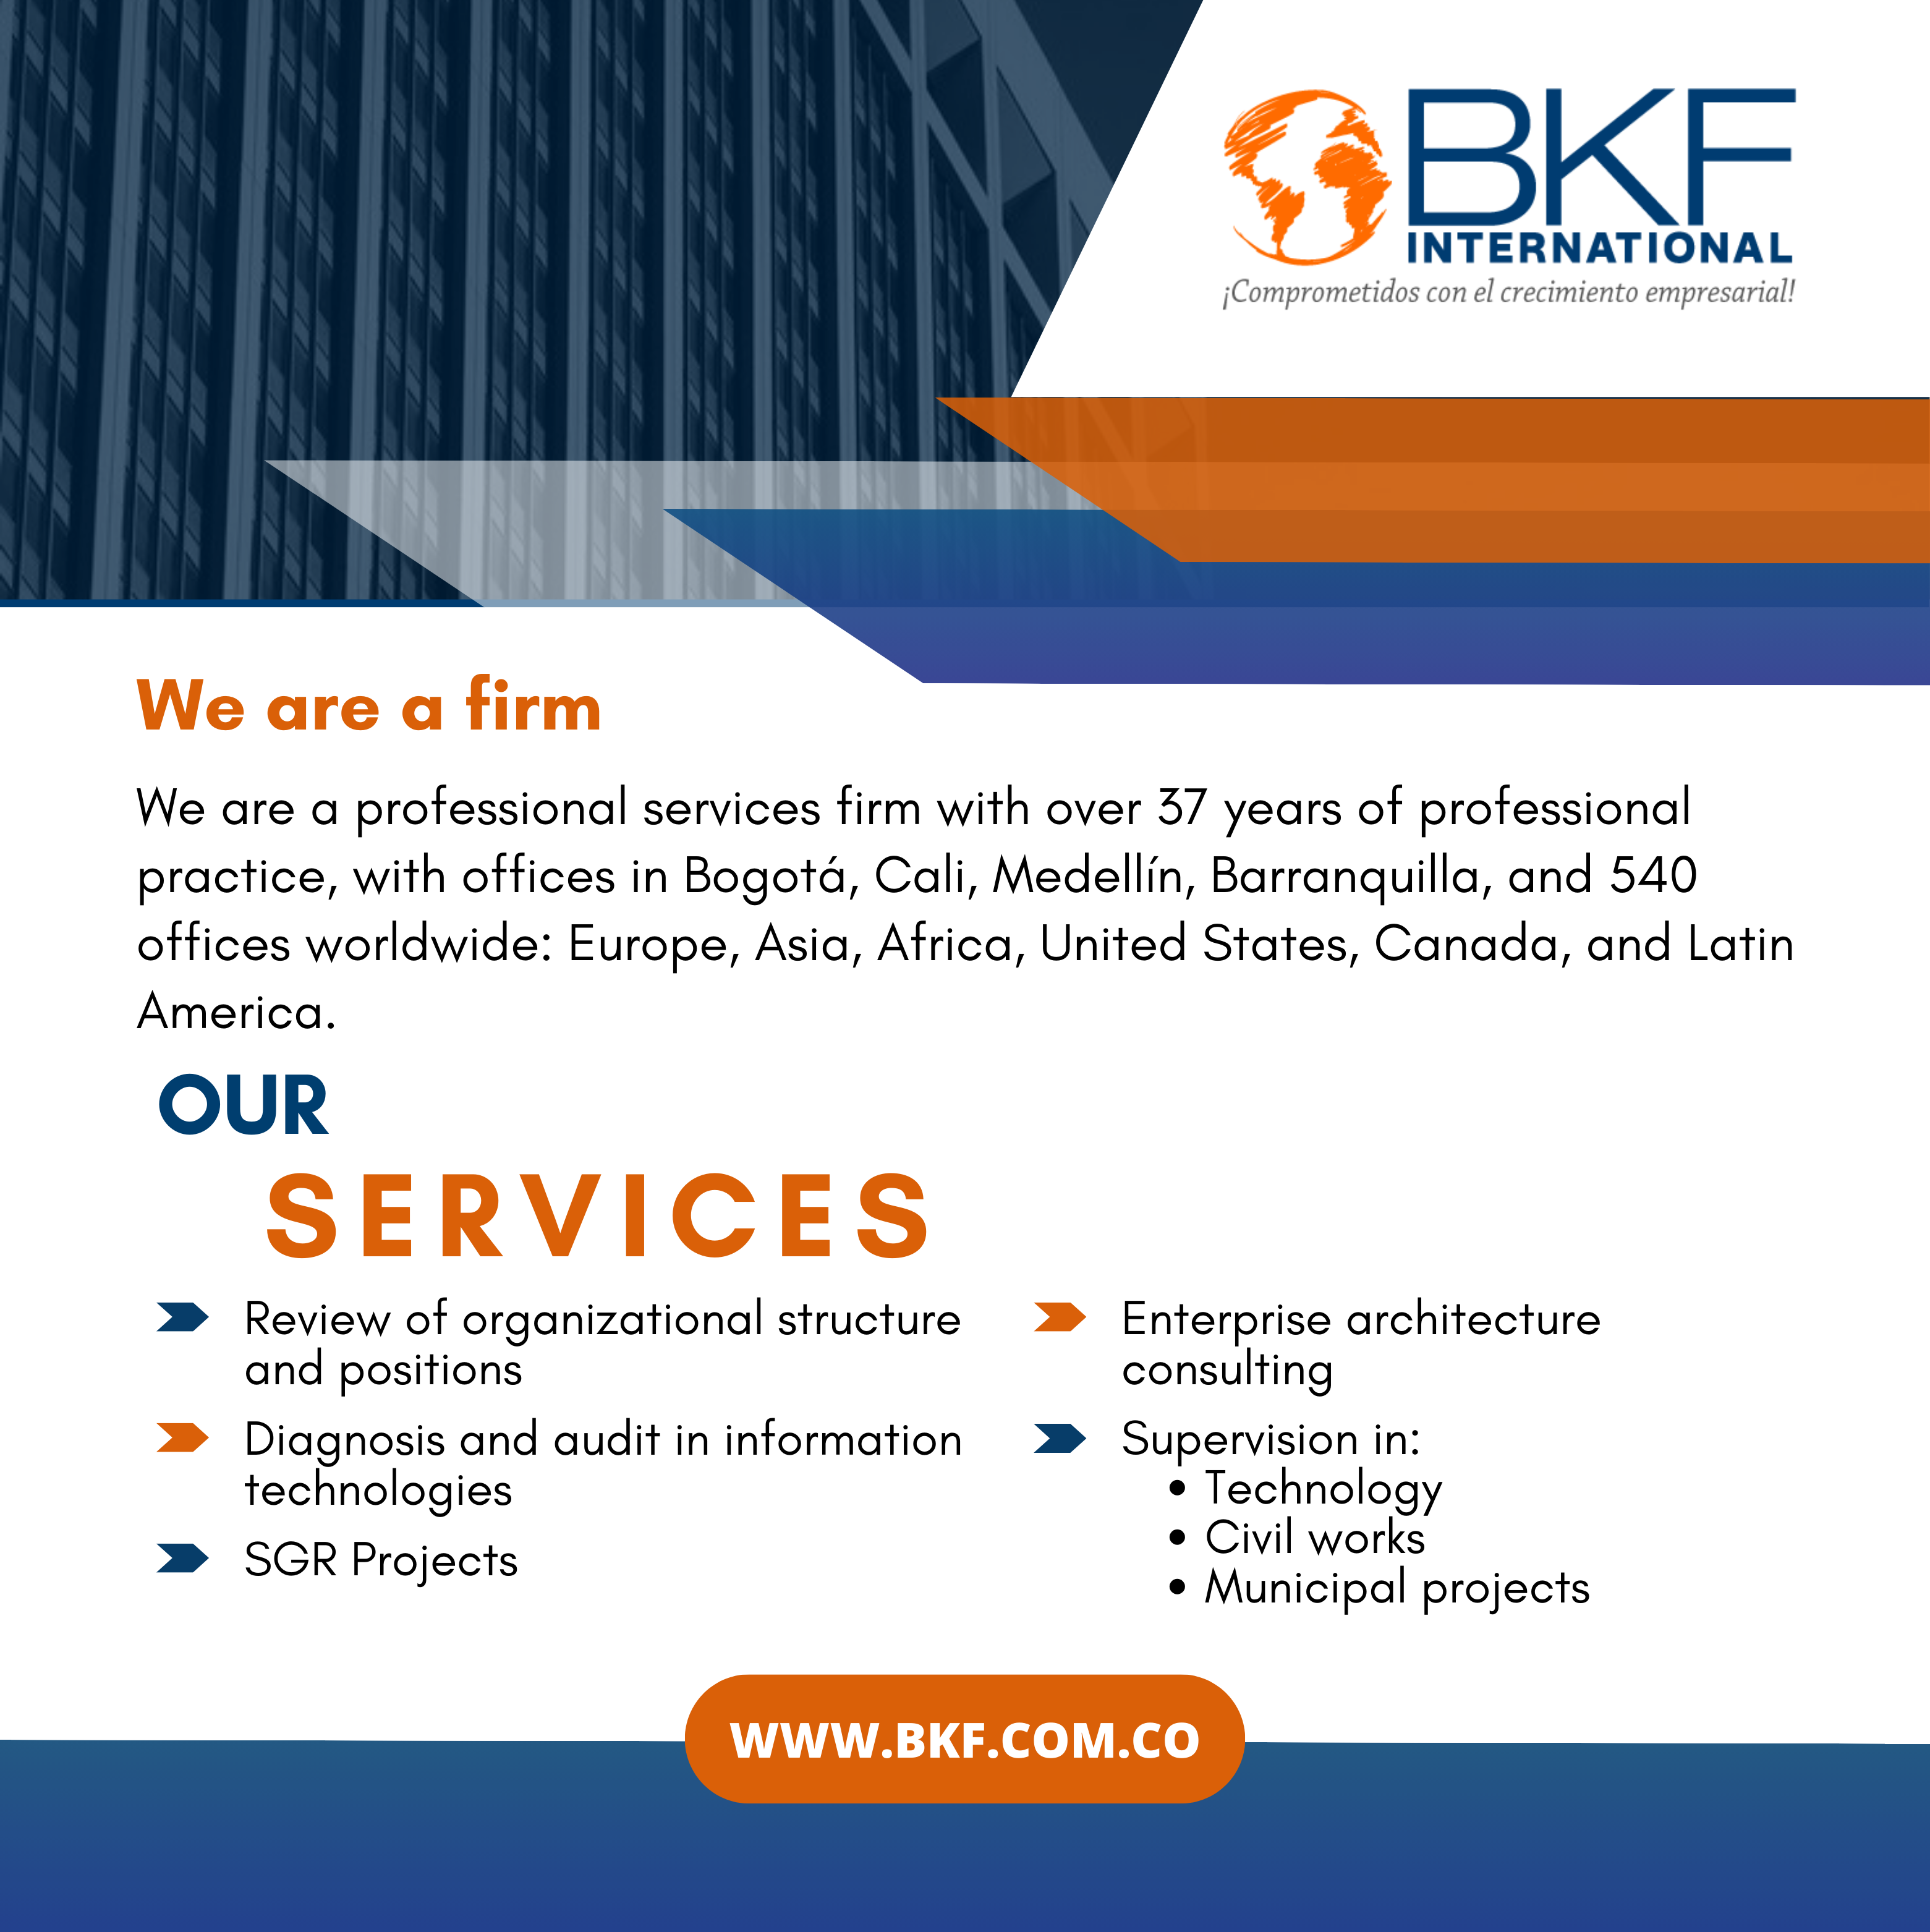 BKF
INTERNATIONAL
¡Comprometidos con el crecimiento empresarial!
We are a firm
We are a professional services firm with over 37 years of professional
practice, with offices in Bogotá, Cali, Medellín, Barranquilla, and 540
offices worldwide: Europe, Asia, Africa, United States, Canada, and Latin
America.
OUR
SERVICES
Review of organizational structure
and positions
Diagnosis and audit in information
technologies
SGR Projects
Enterprise architecture
consulting
Supervision in:
• Technology
• Civil works
• Municipal projects
WWW.BKF.COM.CO